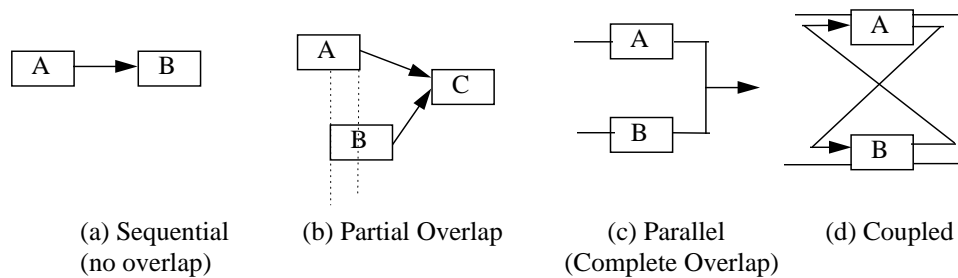 A
B
(a) Sequential
(no overlap)
A
B
C
(b) Partial Overlap
A
B
(c) Parallel
(Complete Overlap)
A
B
(d) Coupled